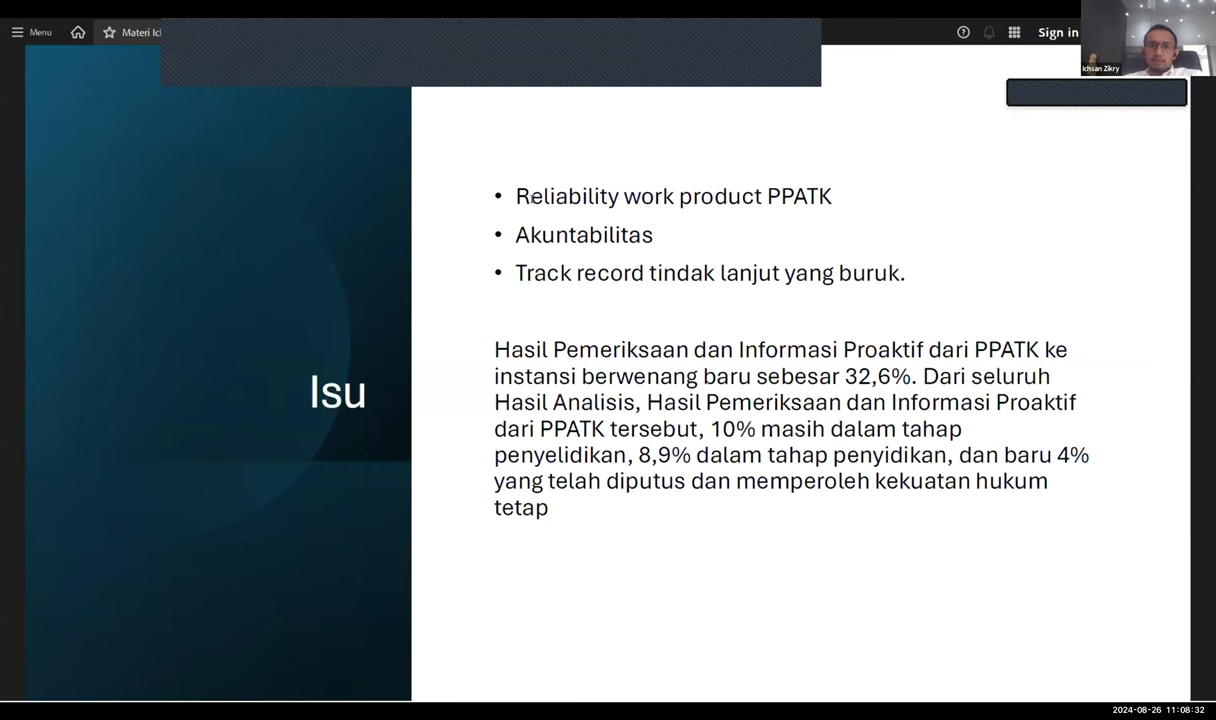 Menu
Materi Ic
Sign in
Ichsan Zikry
Isu
• Reliability work product PPATK
• Akuntabilitas
• Track record tindak lanjut yang buruk.
Hasil Pemeriksaan dan Informasi Proaktif dari PPATK ke
instansi berwenang baru sebesar 32,6%. Dari seluruh
Hasil Analisis, Hasil Pemeriksaan dan Informasi Proaktif
dari PPATK tersebut, 10% masih dalam tahap
penyelidikan, 8,9% dalam tahap penyidikan, dan baru 4%
yang telah diputus dan memperoleh kekuatan hukum
tetap
2024-08-26 11:08:32